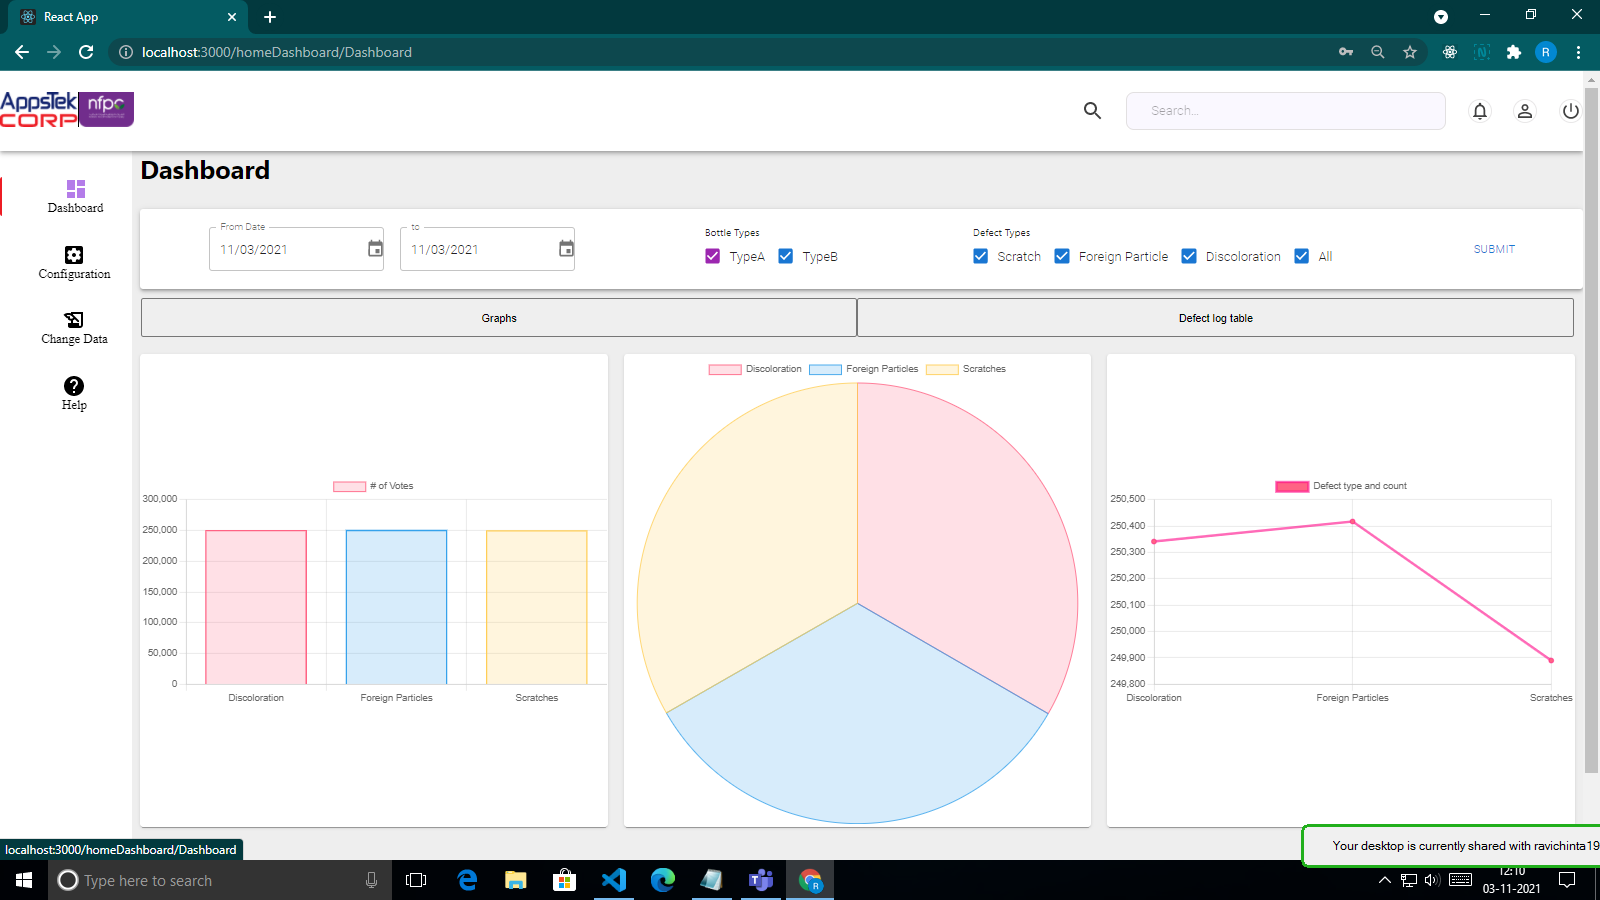 React App
localhost:3000/homeDashboard/Dashboard
R
AppsTek
CORP
nfpc
Search...
Dashboard
Configuration
Change Data
Help
Dashboard
From Date
11/03/2021
to
11/03/2021
Bottle Types
TypeA
TypeB
Defect Types
Scratch
Foreign Particle
Discoloration
All
SUBMIT
Graphs
Defect log table
# of Votes
300,000
250,000
200,000
150,000
100,000
50,000
0
Discoloration
Foreign Particles
Scratches
Discoloration
Foreign Particles
Scratches
Defect type and count
250,500
250,400
250,300
250,200
250,100
250,000
249,900
249,800
Discoloration
Foreign Particles
Scratches
localhost:3000/homeDashboard/Dashboard
Your desktop is currently shared with ravichinta19
Type here to search
R
12:10
03-11-2021